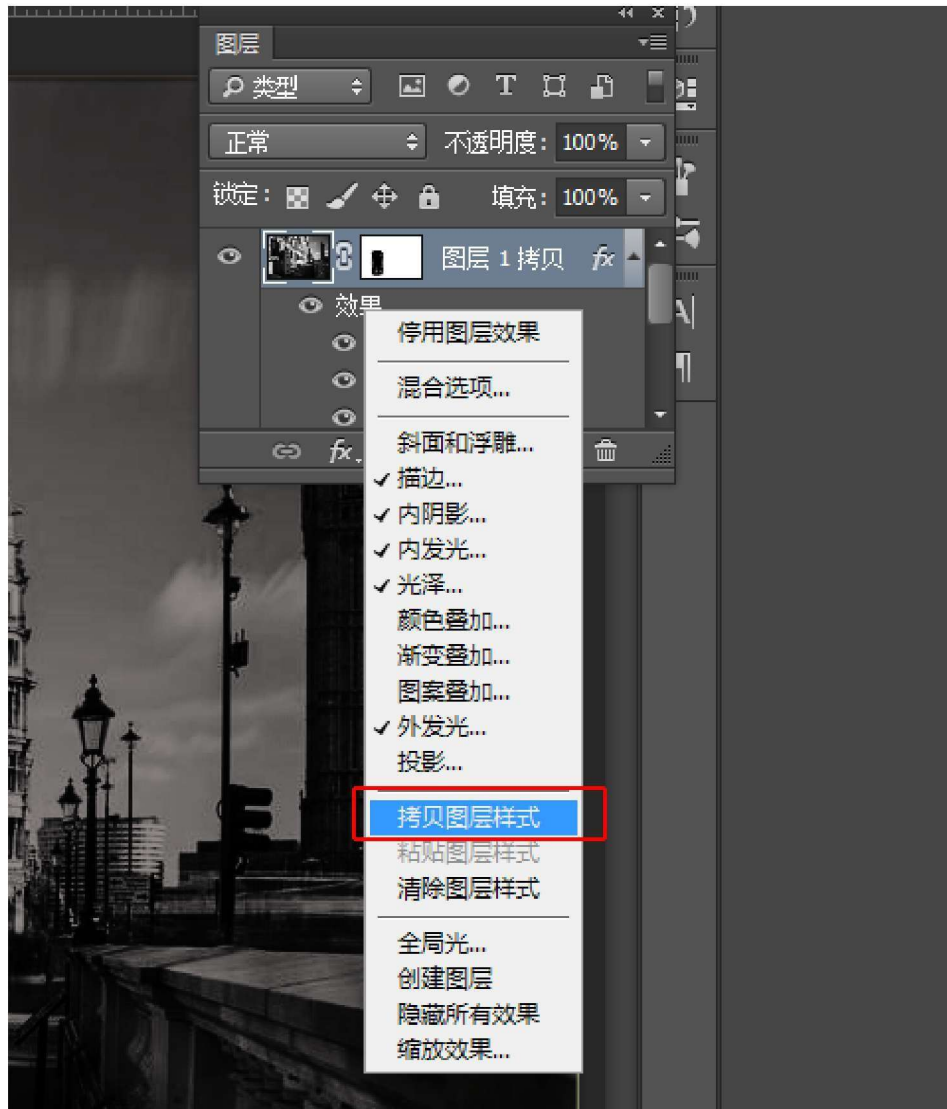 图层
类型
正常
不透明度: 100%
锁定:
填充: 100%
图层 1 拷贝 fx
效果
fx.
停用图层效果
混合选项...
斜面和浮雕...
描边...
内阴影...
内发光...
光泽...
颜色叠加...
渐变叠加...
图案叠加...
外发光...
投影...
拷贝图层样式
粘贴图层样式
清除图层样式
全局光...
创建图层
隐藏所有效果
缩放效果...